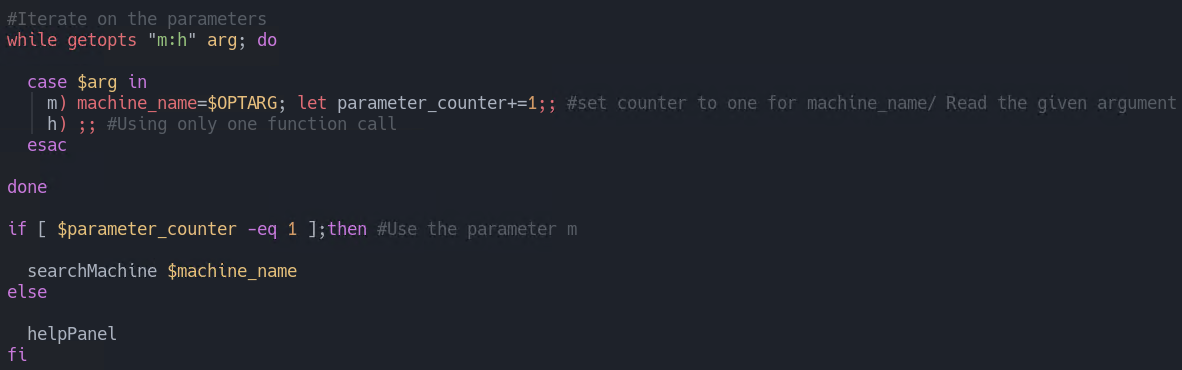 #Iterate on the parameters
while getopts "m:h" arg; do
case $arg in
m) machine_name=$OPTARG; let parameter_counter+=1;; #set counter to one for machine_name/ Read the given argument
h) ;; #Using only one function call
esac
done
if [ $parameter_counter -eq 1 ];then #Use the parameter m
searchMachine $machine_name
else
helpPanel
fi